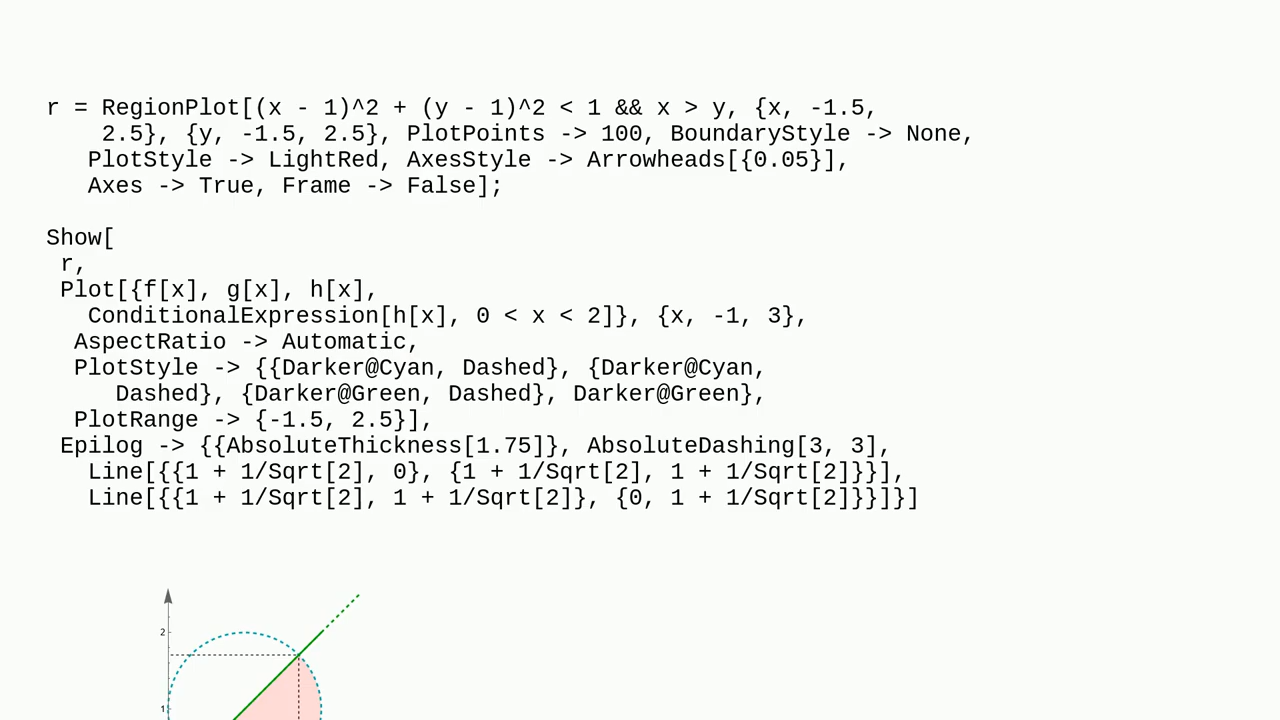 r = RegionPlot[(x - 1)^2 + (y - 1)^2 < 1 && x > y, {x, -1.5,
2.5}, {y, -1.5, 2.5}, PlotPoints -> 100, BoundaryStyle -> None,
PlotStyle -> LightRed, AxesStyle -> Arrowheads[{0.05}],
Axes -> True, Frame -> False];
Show[
r,
Plot[{f[x], g[x], h[x],
ConditionalExpression[h[x], 0 < x < 2]}, {x, -1, 3},
AspectRatio -> Automatic,
PlotStyle -> {{Darker@Cyan, Dashed}, {Darker@Cyan,
Dashed}, {Darker@Green, Dashed}, Darker@Green},
PlotRange -> {-1.5, 2.5}],
Epilog -> {{AbsoluteThickness[1.75]}, AbsoluteDashing[3, 3],
Line[{{1 + 1/Sqrt[2], 0}, {1 + 1/Sqrt[2], 1 + 1/Sqrt[2]}}],
Line[{{1 + 1/Sqrt[2], 1 + 1/Sqrt[2]}, {0, 1 + 1/Sqrt[2]}}]}]
2
1